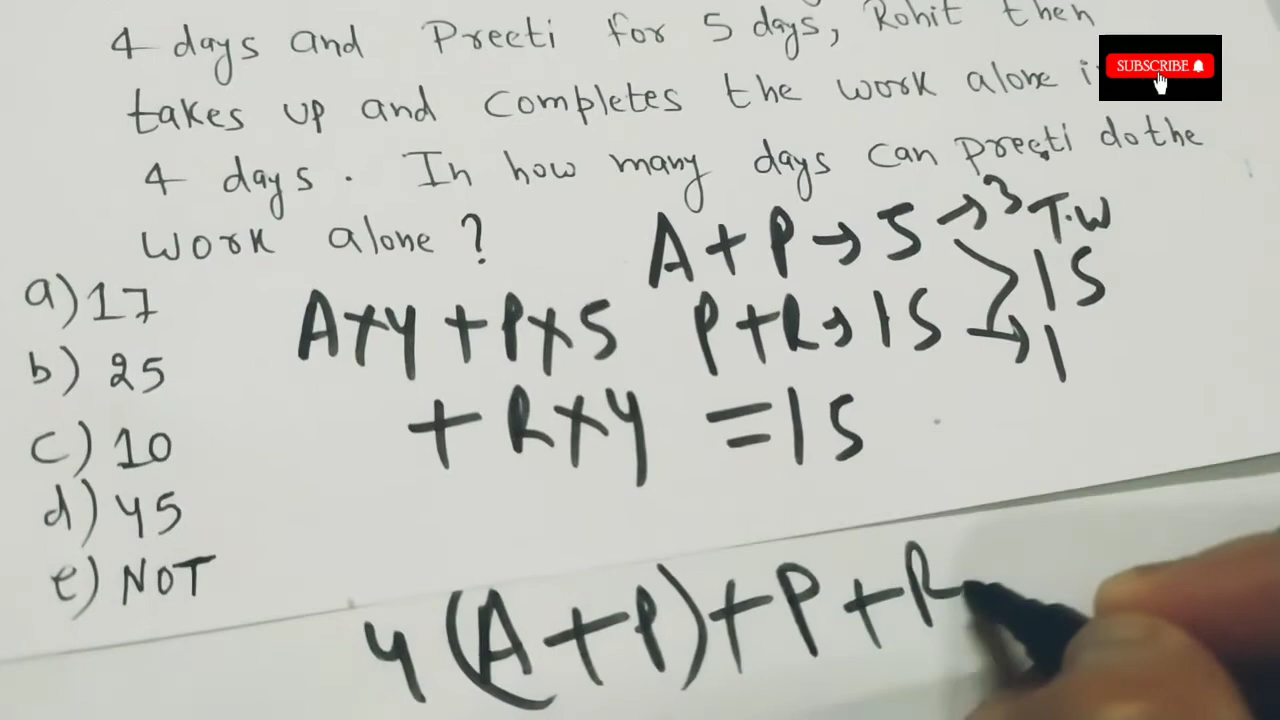 4 days and Preeti for 5 days, Rohit then
takes up and completes the work alone
SUBSCRIBE
4 days. In how many days can preeti do the
work alone ?
A + P → 5 → 3 T.W
a) 17
A×4 + P×5 P + R → 15 → 1 15
b) 25
+ R×4 = 15
c) 10
d) 45
e) NOT
4 (A + P) + P + R